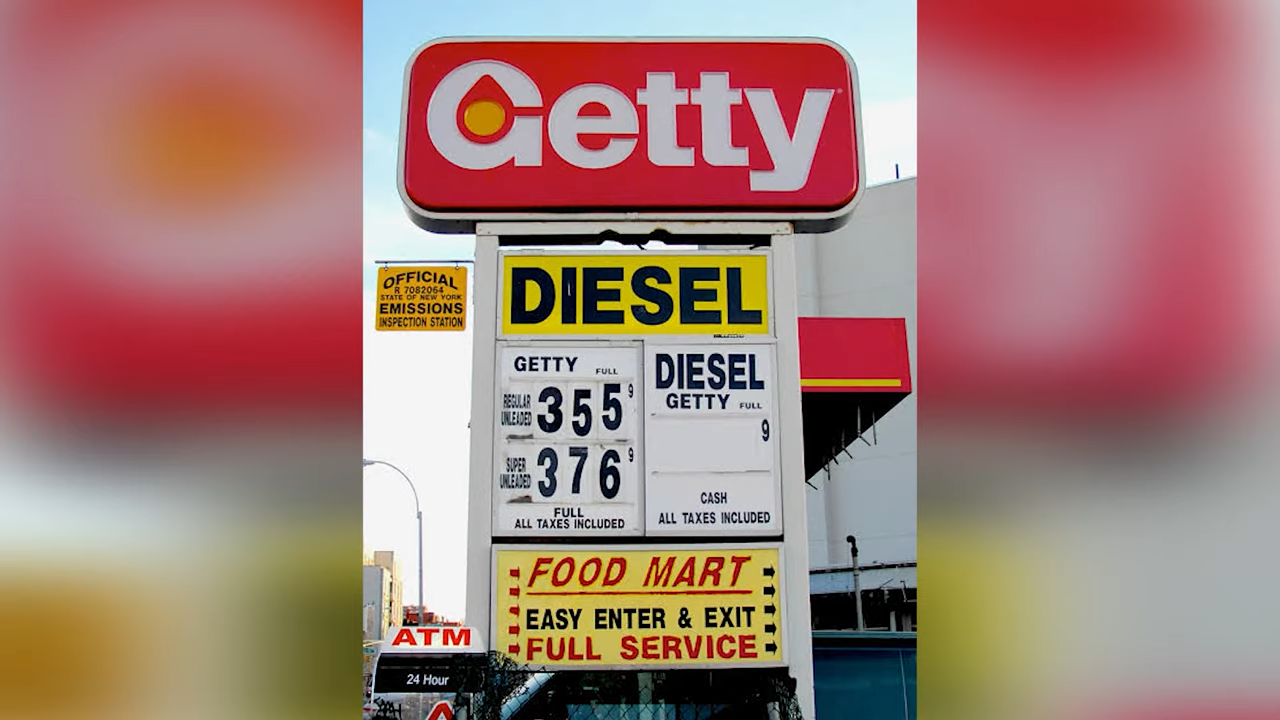 Getty
OFFICIAL
R 7082064
STATE OF NEW YORK
EMISSIONS
INSPECTION STATION
DIESEL
GETTY FULL
REGULAR UNLEADED 355 9
SUPER UNLEADED 376 9
FULL
ALL TAXES INCLUDED
DIESEL
GETTY FULL
9
CASH
ALL TAXES INCLUDED
FOOD MART
EASY ENTER & EXIT
FULL SERVICE
ATM
24 Hour